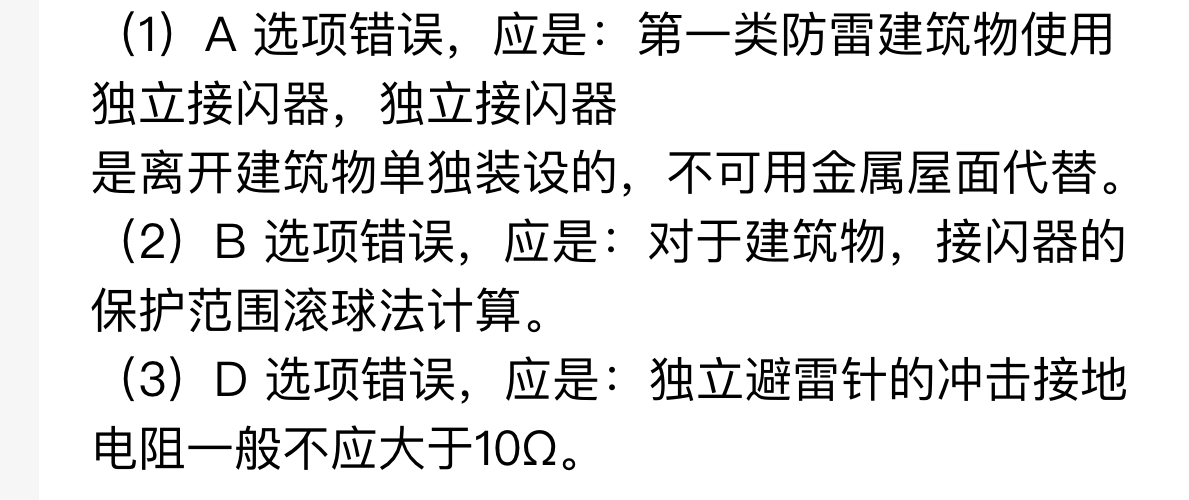 （1）A 选项错误，应是：第一类防雷建筑物使用
独立接闪器，独立接闪器
是离开建筑物单独装设的，不可用金属屋面代替。
（2）B 选项错误，应是：对于建筑物，接闪器的
保护范围滚球法计算。
（3）D 选项错误，应是：独立避雷针的冲击接地
电阻一般不应大于10Ω。